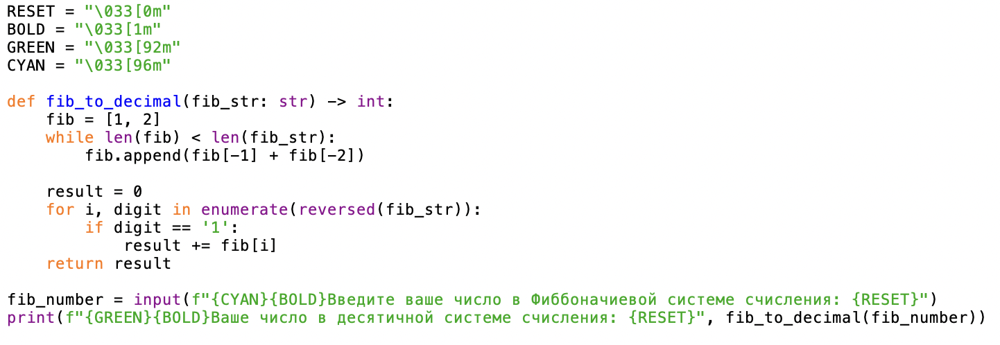 RESET = "\033[0m"
BOLD = "\033[1m"
GREEN = "\033[92m"
CYAN = "\033[96m"

def fib_to_decimal(fib_str: str) -> int:
    fib = [1, 2]
    while len(fib) < len(fib_str):
        fib.append(fib[-1] + fib[-2])

    result = 0
    for i, digit in enumerate(reversed(fib_str)):
        if digit == '1':
            result += fib[i]
    return result

fib_number = input(f"{CYAN}{BOLD}Введите ваше число в Фиббоначиевой системе счисления: {RESET}")
print(f"{GREEN}{BOLD}Ваше число в десятичной системе счисления: {RESET}", fib_to_decimal(fib_number))